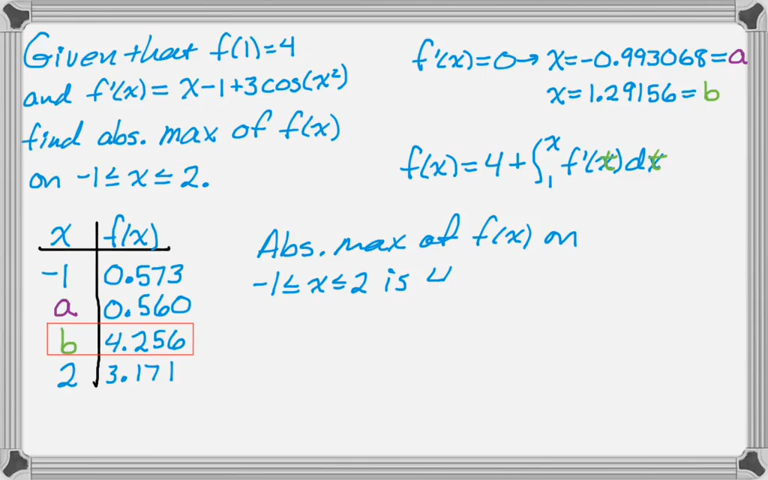 Given that f(1)=4
and f'(x)= x-1+3cos(x²)
find abs. max of f(x)
on -1≤x≤2.
f'(x)=0→ x=-0.993068=a
x=1.29156=b
f(x)=4+∫₁ˣ f'(t)dt
x f(x)
-1 0.573
a 0.560
b 4.256
2 3.171
Abs. max of f(x) on
-1≤x≤2 is 4